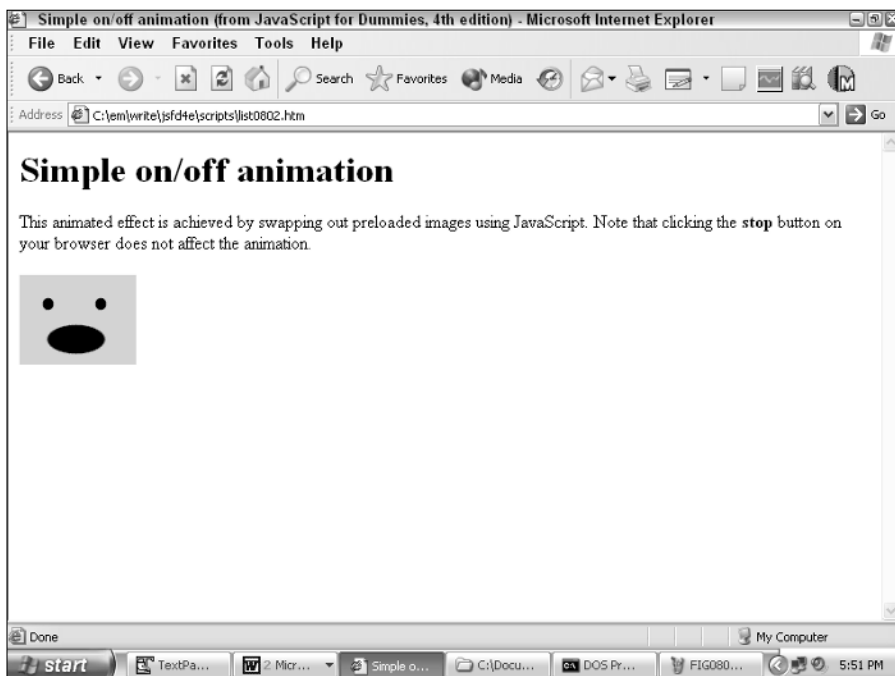 Simple on/off animation (from JavaScript for Dummies, 4th edition) - Microsoft Internet Explorer
File Edit View Favorites Tools Help
Back Search Favorites Media
Address C:\em\write\jsfd4e\scripts\list0802.htm Go
Simple on/off animation
This animated effect is achieved by swapping out preloaded images using JavaScript. Note that clicking the stop button on
your browser does not affect the animation.
Done My Computer
start TextPa... 2 Micr... Simple o... C:\Docu... DOS Pr... FIG080... 5:51 PM